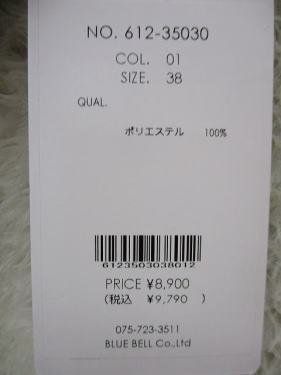 NO. 612-35030
COL. 01
SIZE. 38
QUAL.
ポリエステル 100%
6123503038012
PRICE ¥8,900
(税込 ¥9,790 )
075-723-3511
BLUE BELL Co.,Ltd